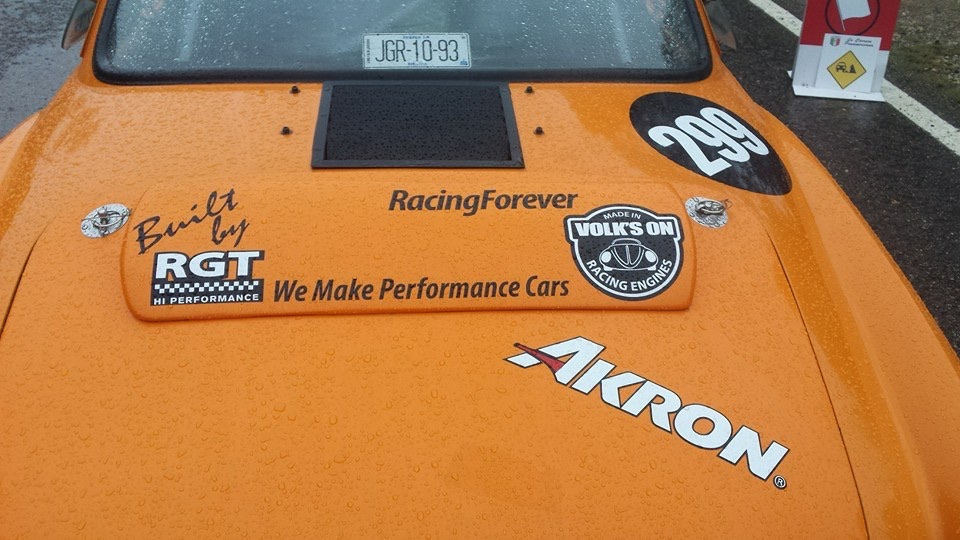 JGR-10-93
299
Built
by
RacingForever
RGT
HI PERFORMANCE
We Make Performance Cars
MADE IN
VOLK'S ON
RACING ENGINES
AKRON®